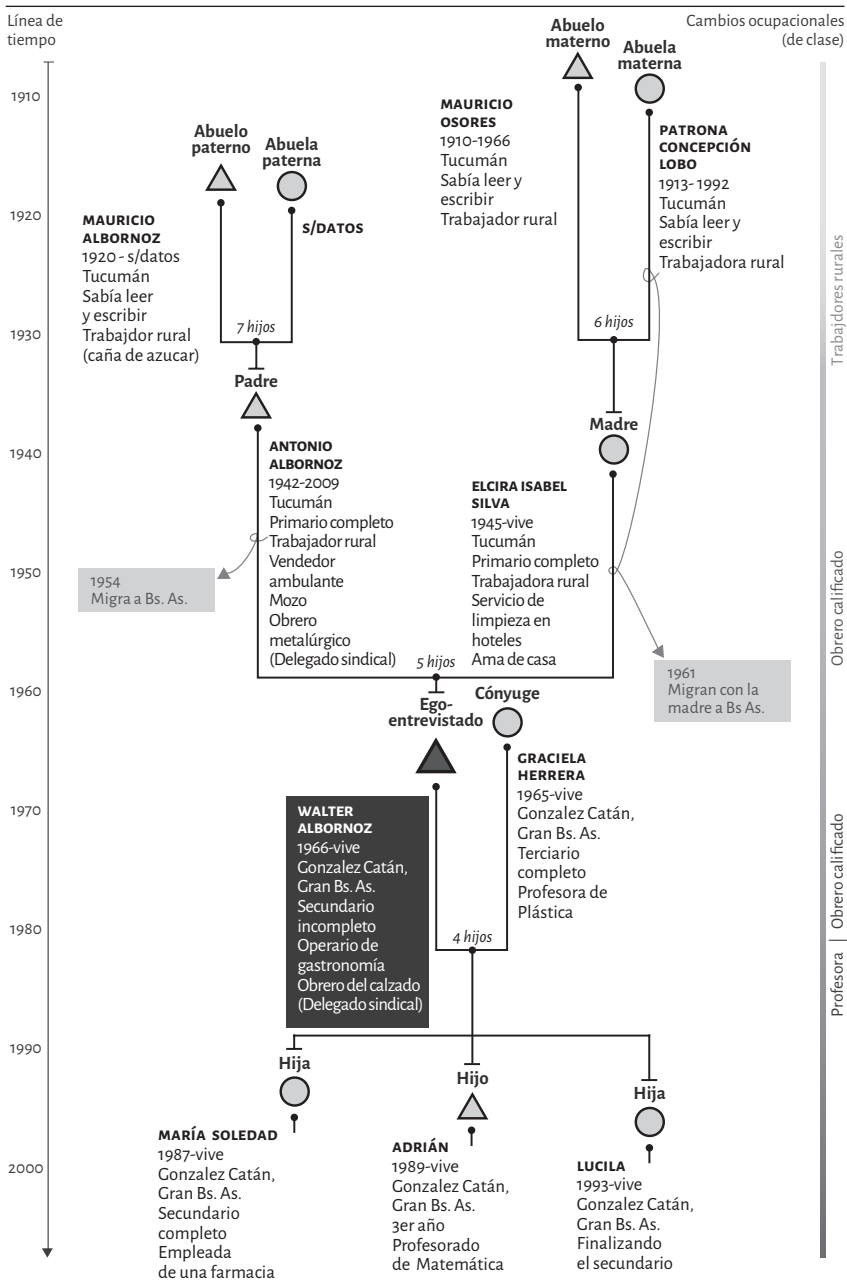 Línea de
tiempo
Cambios ocupacionales
(de clase)
1910
1920
1930
1940
1950
1960
1970
1980
1990
2000
Abuelo
materno
Abuela
materna
MAURICIO
OSORES
1910-1966
Tucumán
Sabía leer y
escribir
Trabajador rural
PATRONA
CONCEPCIÓN
LOBO
1913- 1992
Tucumán
Sabía leer y
escribir
Trabajadora rural
Abuelo
paterno
Abuela
paterna
MAURICIO
ALBORNOZ
1920 - s/datos
Tucumán
Sabía leer
y escribir
Trabajdor rural
(caña de azucar)
S/DATOS
7 hijos
6 hijos
Padre
ANTONIO
ALBORNOZ
1942-2009
Tucumán
Primario completo
Trabajador rural
Vendedor
ambulante
Mozo
Obrero
metalúrgico
(Delegado sindical)
Madre
ELCIRA ISABEL
SILVA
1945-vive
Tucumán
Primario completo
Trabajadora rural
Servicio de
limpieza en
hoteles
Ama de casa
1954
Migra a Bs. As.
1961
Migran con la
madre a Bs As.
5 hijos
Ego-
entrevistado
Cónyuge
WALTER
ALBORNOZ
1966-vive
Gonzalez Catán,
Gran Bs. As.
Secundario
incompleto
Operario de
gastronomía
Obrero del calzado
(Delegado sindical)
GRACIELA
HERRERA
1965-vive
Gonzalez Catán,
Gran Bs. As.
Terciario
completo
Profesora de
Plástica
4 hijos
Hija
MARÍA SOLEDAD
1987-vive
Gonzalez Catán,
Gran Bs. As.
Secundario
completo
Empleada
de una farmacia
Hijo
ADRIÁN
1989-vive
Gonzalez Catán,
Gran Bs. As.
3er año
Profesorado
de Matemática
Hija
LUCILA
1993-vive
Gonzalez Catán,
Gran Bs. As.
Finalizando
el secundario
Trabajdores rurales
Obrero calificado
Profesora | Obrero calificado